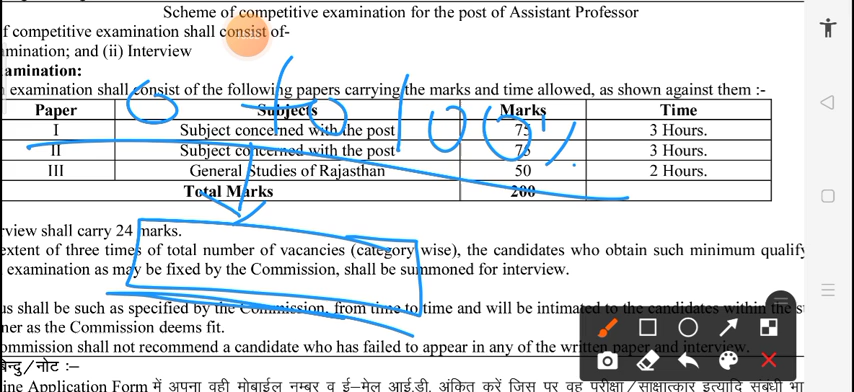 Scheme of competitive examination for the post of Assistant Professor
f competitive examination shall consist of-
mination; and (ii) Interview
amination:
examination shall consist of the following papers carrying the marks and time allowed, as shown against them :-
Paper Subjects Marks Time
I Subject concerned with the post 75 3 Hours.
II Subject concerned with the post 75 3 Hours.
III General Studies of Rajasthan 50 2 Hours.
Total Marks 200
0 to 100%
rview shall carry 24 marks.
extent of three times of total number of vacancies (category wise), the candidates who obtain such minimum qualify
examination as may be fixed by the Commission, shall be summoned for interview.
us shall be such as specified by the Commission, from time to time and will be intimated to the candidates within the s
ner as the Commission deems fit.
ommission shall not recommend a candidate who has failed to appear in any of the written paper and interview.
बिन्दु/नोट :–
ine Application Form में अपना वही मोबाईल नम्बर व ई–मेल आई.डी. अंकित करें जिस पर वह परीक्षा/साक्षात्कार इत्यादि संबंधी भा